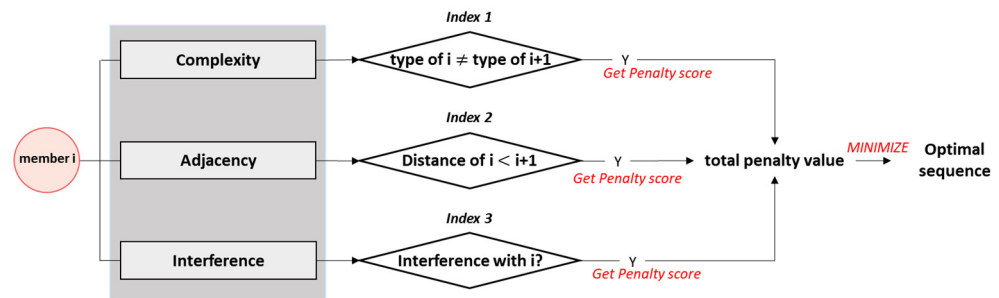 Index 1
Complexity
type of i ≠ type of i+1
Y
Get Penalty score
Index 2
member i
Adjacency
Distance of i < i+1
Y
Get Penalty score
total penalty value
MINIMIZE
Optimal
sequence
Index 3
Interference
Interference with i?
Y
Get Penalty score